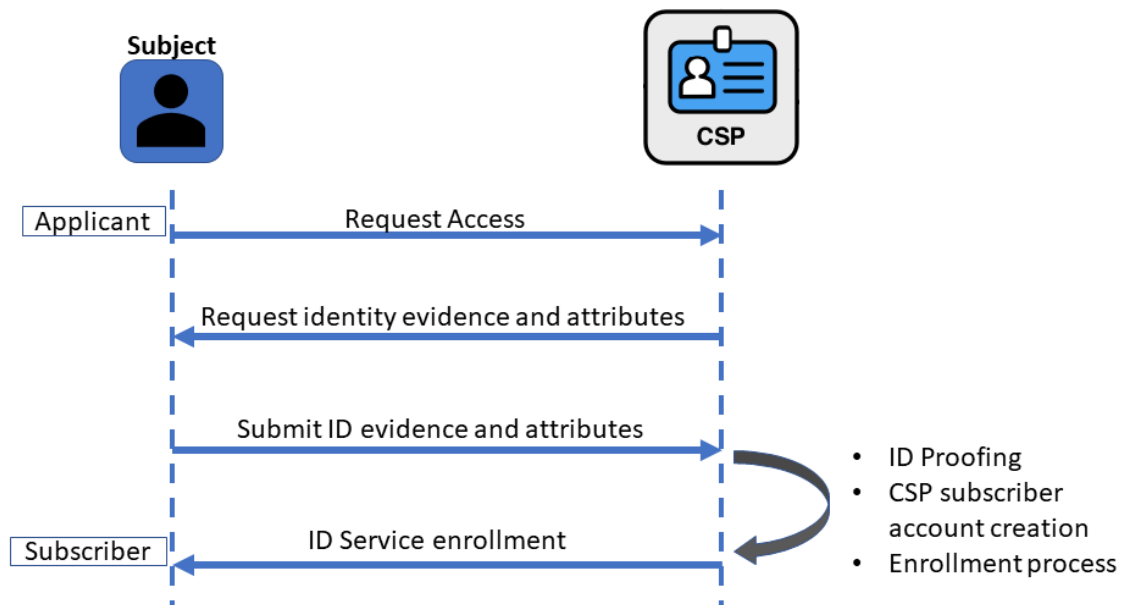 Subject
CSP
Applicant
Request Access
Request identity evidence and attributes
Submit ID evidence and attributes
• ID Proofing
• CSP subscriber
account creation
• Enrollment process
Subscriber
ID Service enrollment